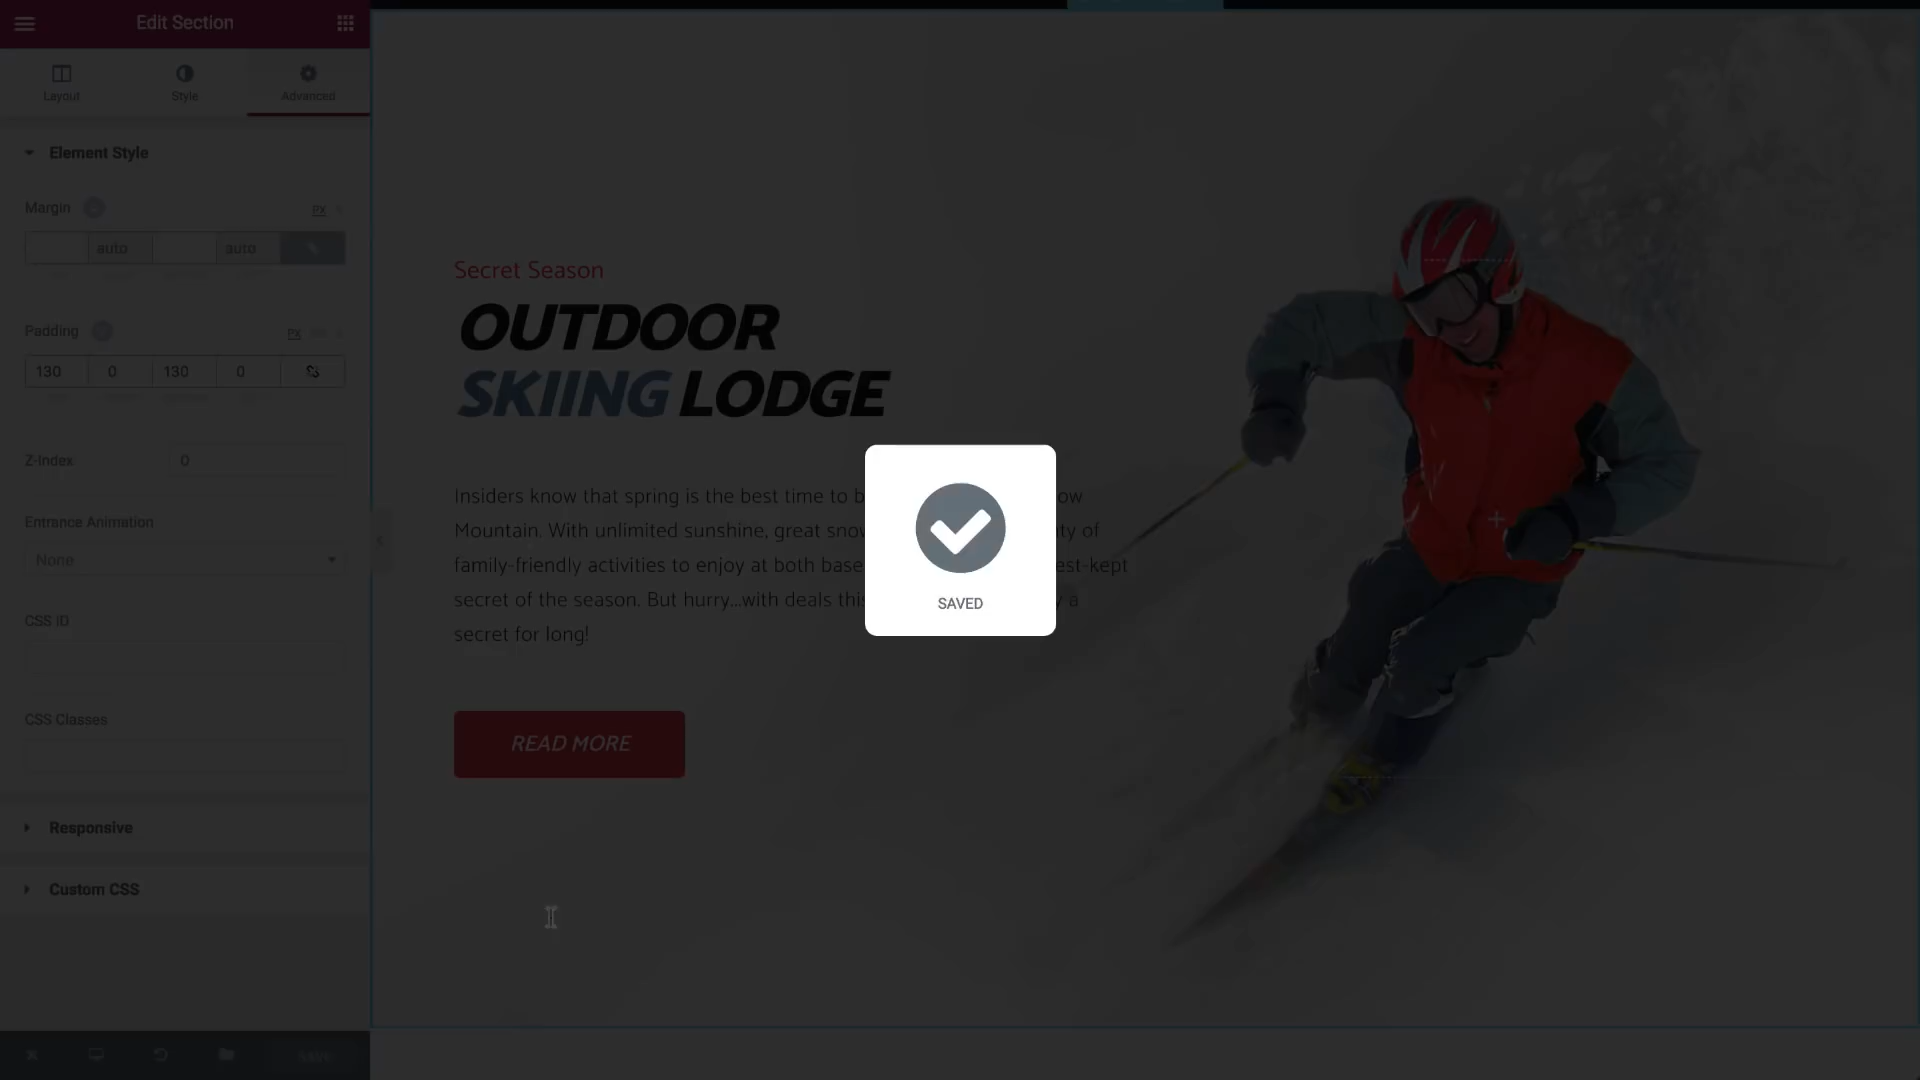 Edit Section
Layout
Style
Advanced
Element Style
Margin
PX
auto
auto
Padding
PX
130
0
130
0
Z-Index
0
Entrance Animation
None
CSS ID
CSS Classes
Responsive
Custom CSS
SAVE
Secret Season
OUTDOOR
SKIING LODGE
Insiders know that spring is the best time to
Mountain. With unlimited sunshine, great of
family-friendly activities to enjoy at both
secret of the season. But hurry...with deals a
secret for long!
READ MORE
SAVED